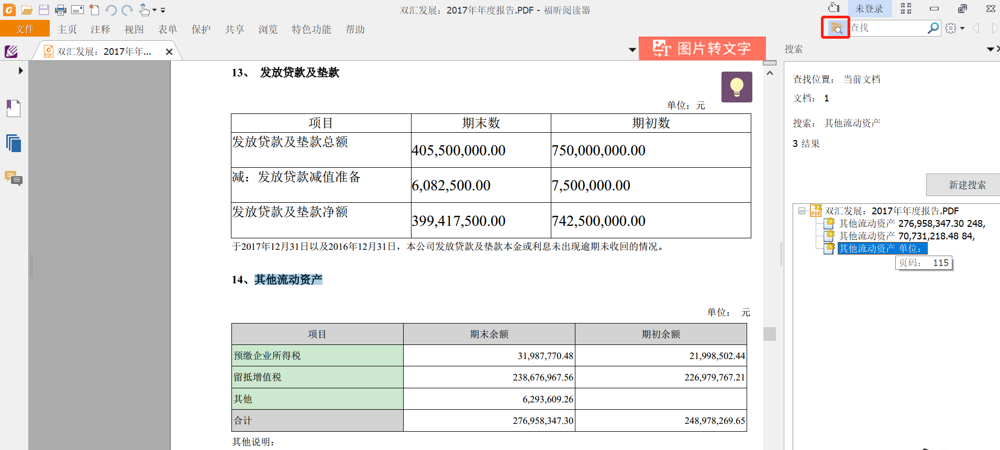 双汇发展：2017年年度报告.PDF - 福昕阅读器
未登录
文件 主页 注释 视图 表单 保护 共享 浏览 特色功能 帮助
查找
双汇发展：2017年年...
图片转文字
搜索
13、 发放贷款及垫款
单位：元
项目 期末数 期初数
发放贷款及垫款总额 405,500,000.00 750,000,000.00
减：发放贷款减值准备 6,082,500.00 7,500,000.00
发放贷款及垫款净额 399,417,500.00 742,500,000.00
于2017年12月31日以及2016年12月31日，本公司发放贷款及垫款本金或利息未出现逾期未收回的情况。
14、其他流动资产
单位： 元
项目 期末余额 期初余额
预缴企业所得税 31,987,770.48 21,998,502.44
留抵增值税 238,676,967.56 226,979,767.21
其他 6,293,609.26
合计 276,958,347.30 248,978,269.65
其他说明：
查找位置： 当前文档
文档： 1
搜索： 其他流动资产
3 结果
新建搜索
双汇发展：2017年年度报告.PDF
其他流动资产 276,958,347.30 248,
其他流动资产 70,731,218.48 84,
其他流动资产 单位：
页码： 115